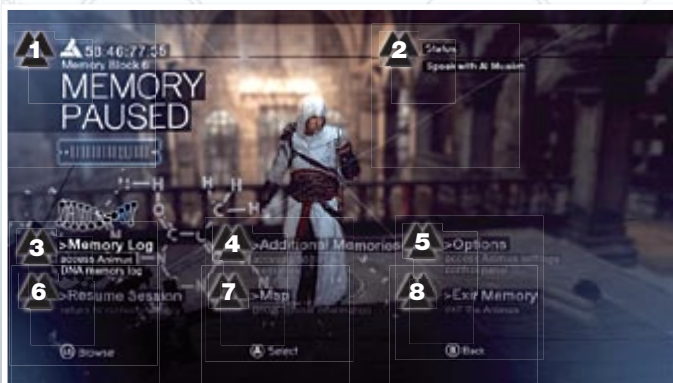 1
58:46:77:35
Memory Block 6
MEMORY
PAUSED
2
Status
Speak with Al Mualim
H
H H
C H
3 >Memory Log
access Animus
DNA memory log
4 >Additional Memories
5 >Options
access Animus settings
6 >Resume Session
7 >Map
8 >Exit Memory
exit the Animus
Browse
A Select
B Back